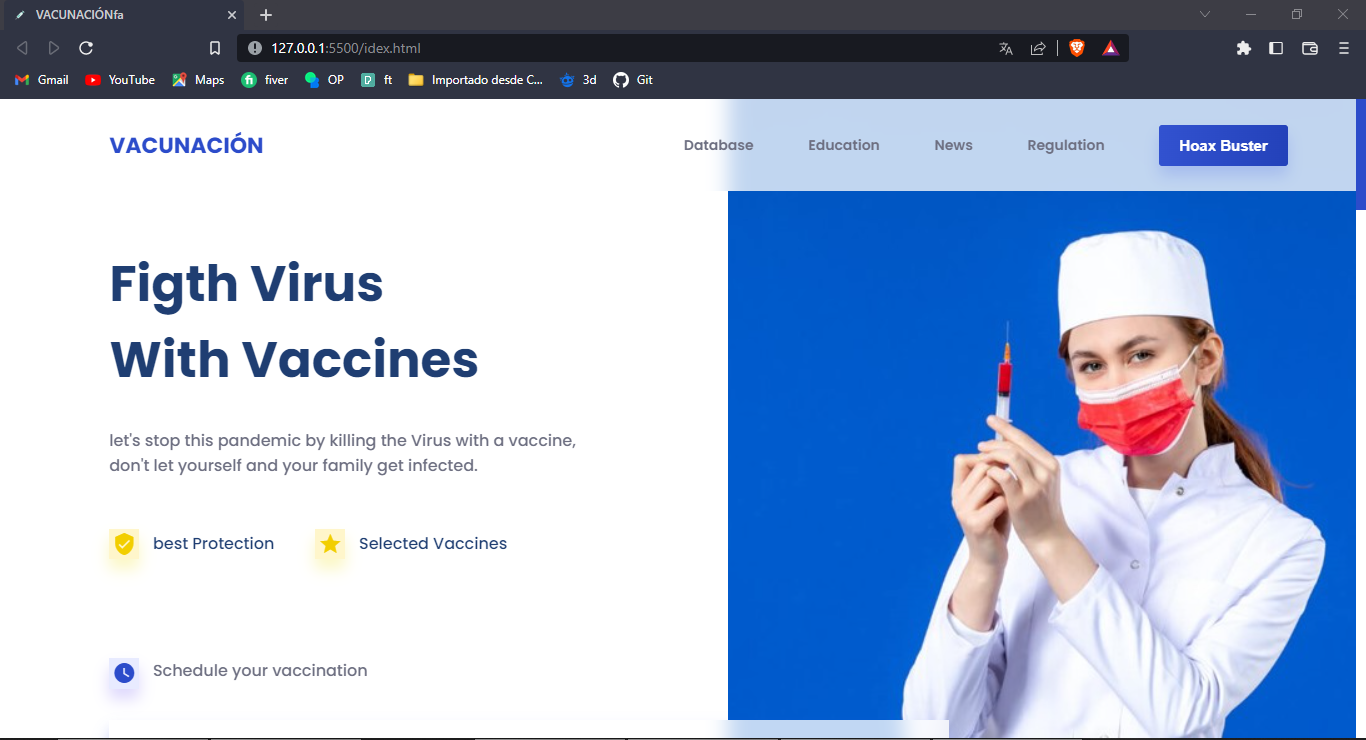 VACUNACIÓNfa
127.0.0.1:5500/idex.html
Gmail YouTube Maps fiver OP ft Importado desde C... 3d Git
VACUNACIÓN
Database Education News Regulation Hoax Buster
Figth Virus
With Vaccines
let's stop this pandemic by killing the Virus with a vaccine,
don't let yourself and your family get infected.
best Protection Selected Vaccines
Schedule your vaccination